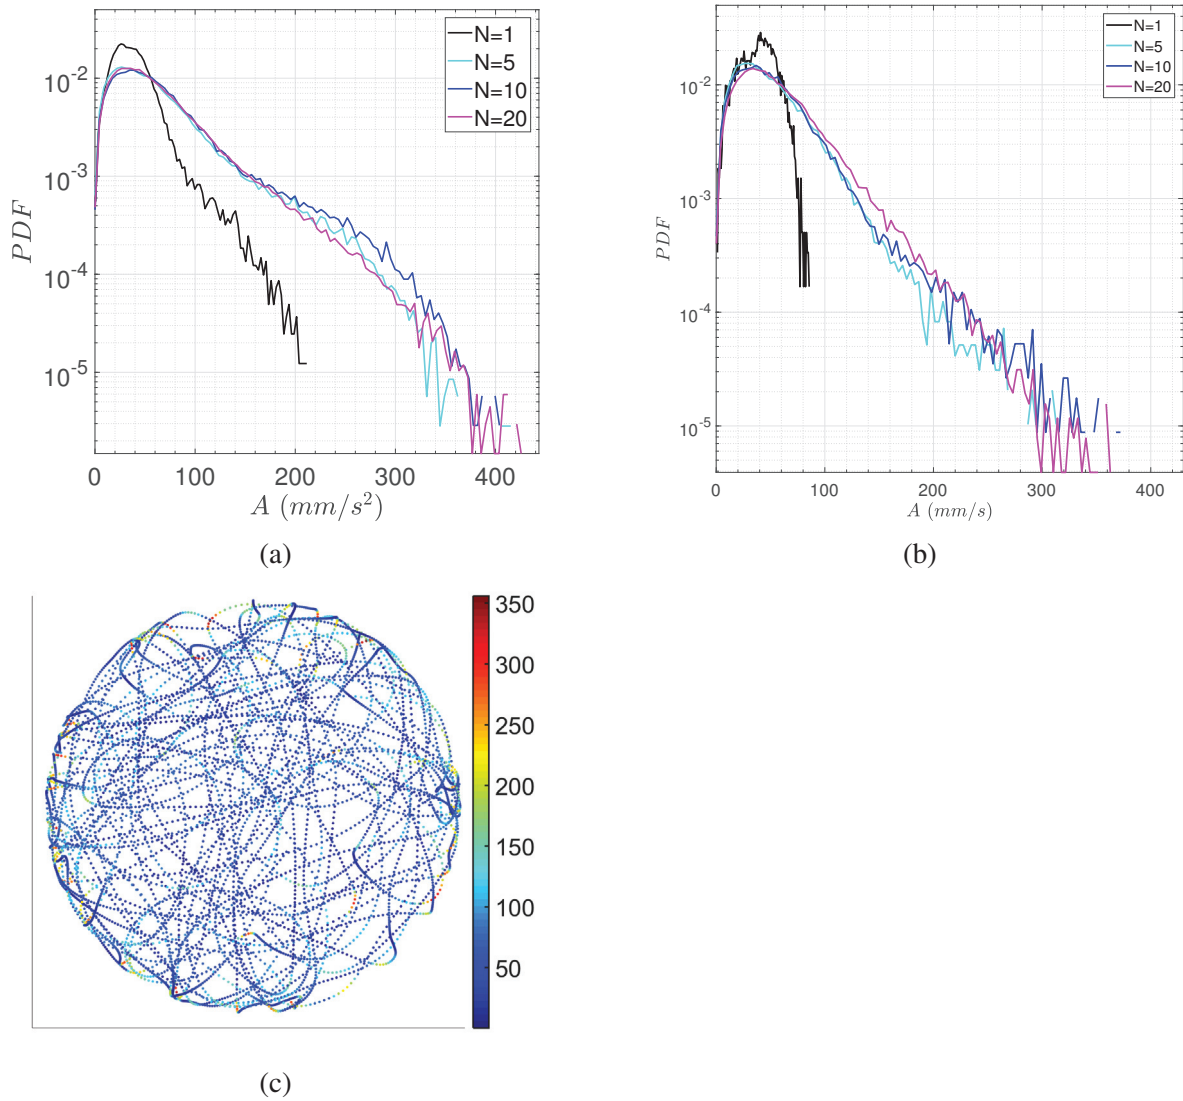 N=1
N=5
N=10
N=20
10^{-2}
10^{-3}
10^{-4}
10^{-5}
PDF
0 100 200 300 400
A (mm/s^2)
(a)
N=1
N=5
N=10
N=20
10^{-2}
10^{-3}
10^{-4}
10^{-5}
PDF
0 100 200 300 400
A (mm/s)
(b)
350
300
250
200
150
100
50
(c)